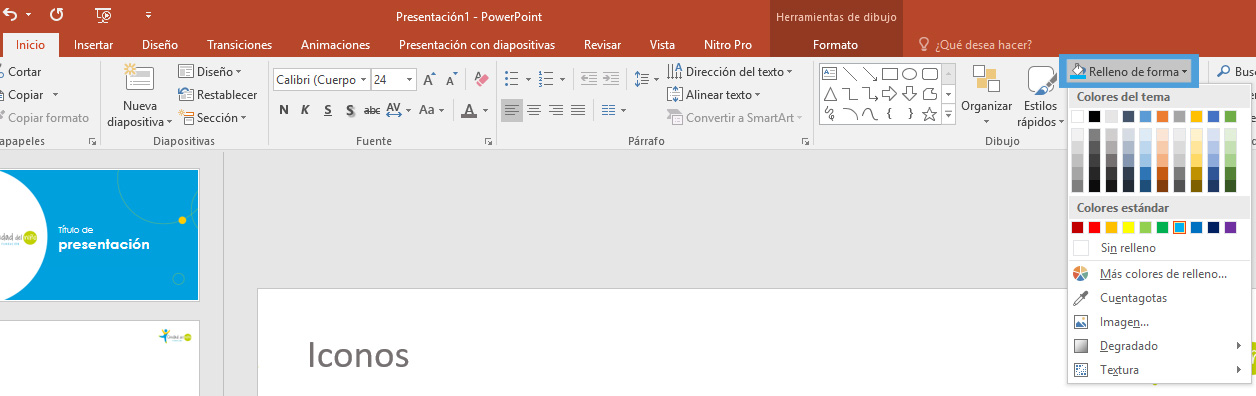 Presentación1 - PowerPoint
Herramientas de dibujo
Inicio Insertar Diseño Transiciones Animaciones Presentación con diapositivas Revisar Vista Nitro Pro Formato ¿Qué desea hacer?
Cortar
Copiar
Copiar formato
apapeles
Nueva
diapositiva
Diseño
Restablecer
Sección
Diapositivas
Calibri (Cuerpo 24 A A
N K S abc AV Aa A
Fuente
Dirección del texto
Alinear texto
Convertir a SmartArt
Párrafo
Organizar
Estilos
rápidos
Dibujo
Relleno de forma
Bus
Colores del tema
Colores estándar
Sin relleno
Más colores de relleno...
Cuentagotas
Imagen...
Degradado
Textura
Título de
presentación
Iconos